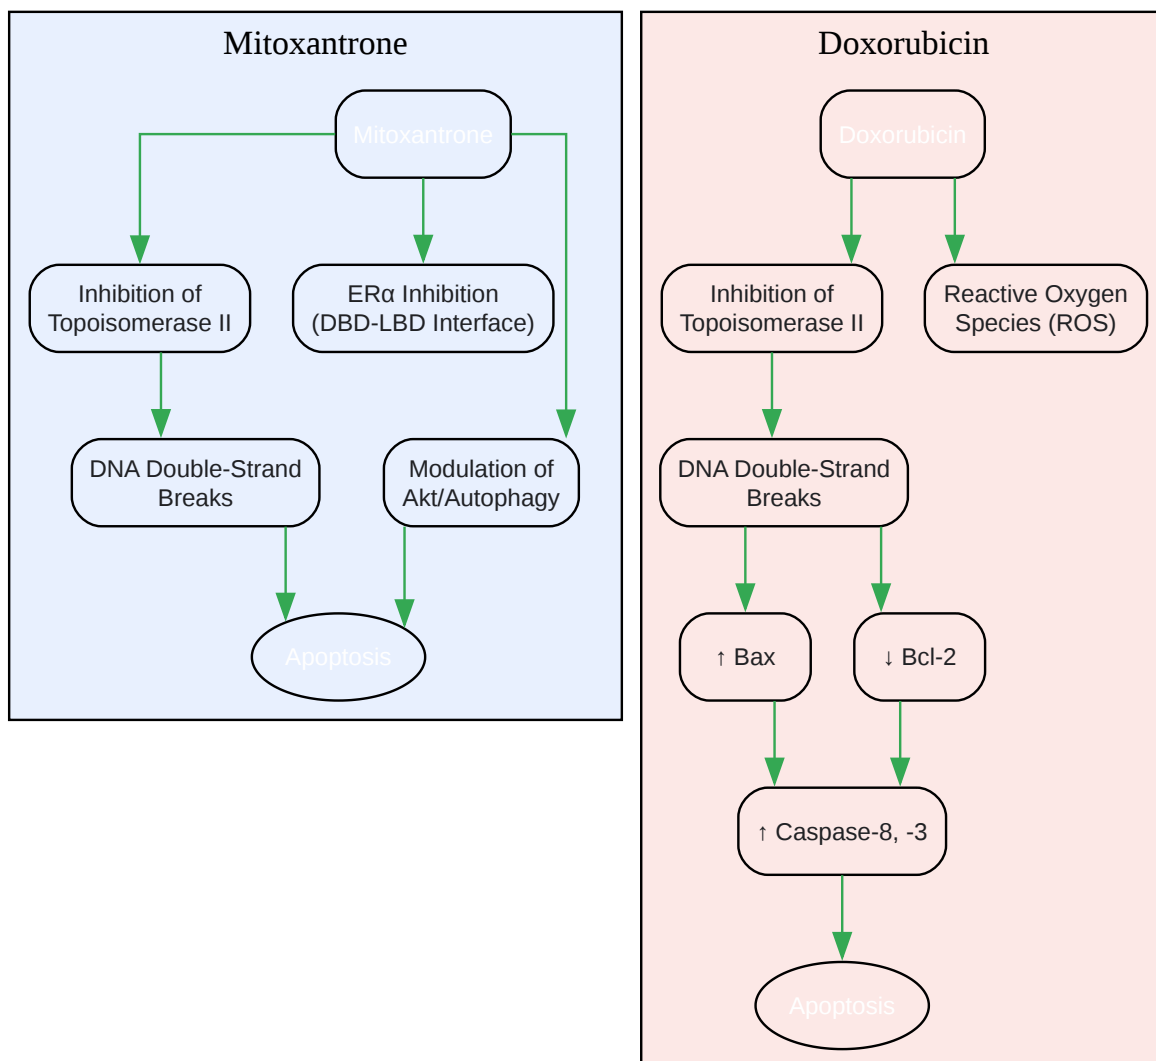 Mitoxantrone
Mitoxantrone
Inhibition of
Topoisomerase II
ERα Inhibition
(DBD-LBD Interface)
DNA Double-Strand
Breaks
Modulation of
Akt/Autophagy
Apoptosis
Doxorubicin
Doxorubicin
Inhibition of
Topoisomerase II
Reactive Oxygen
Species (ROS)
DNA Double-Strand
Breaks
↑ Bax
↓ Bcl-2
↑ Caspase-8, -3
Apoptosis